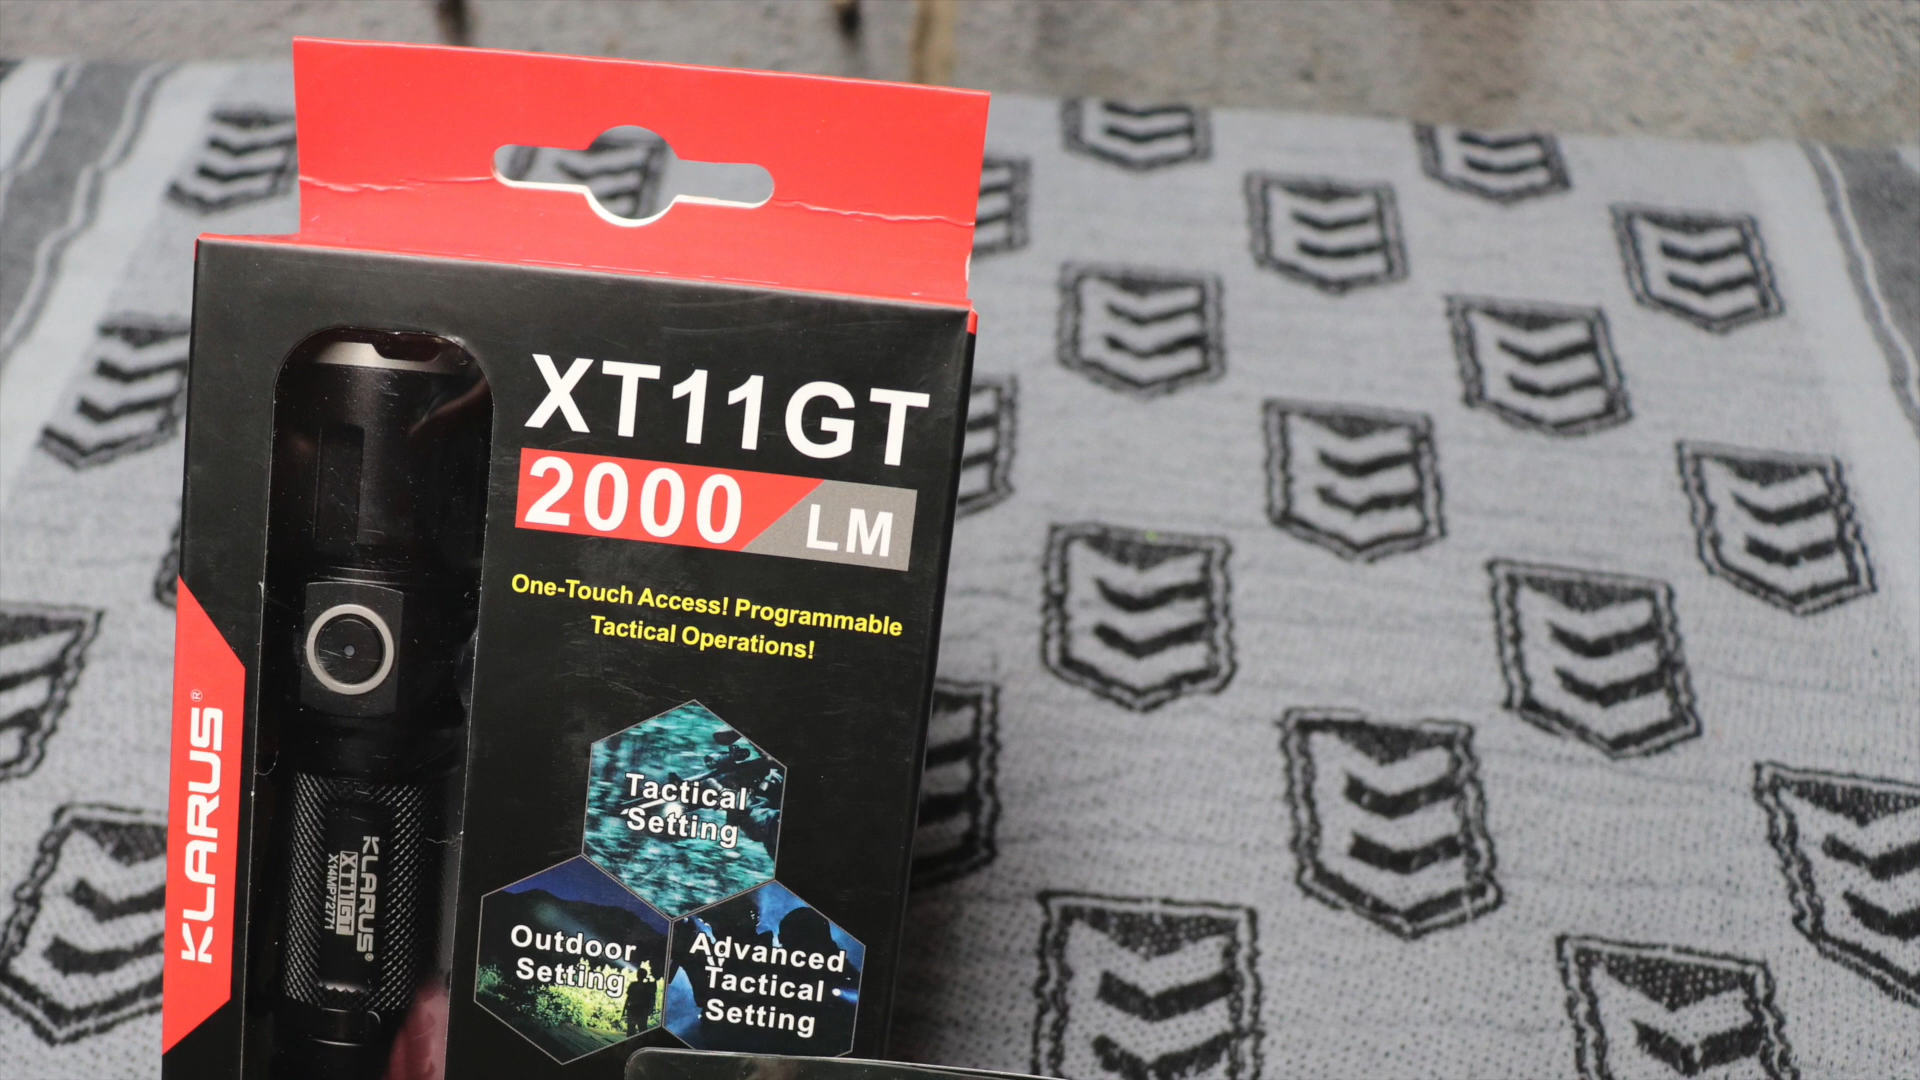 XT11GT
2000 LM
One-Touch Access! Programmable
Tactical Operations!
Tactical
Setting
Outdoor
Setting
Advanced
Tactical
Setting
KLARUS®
KLARUS®
XT11GT